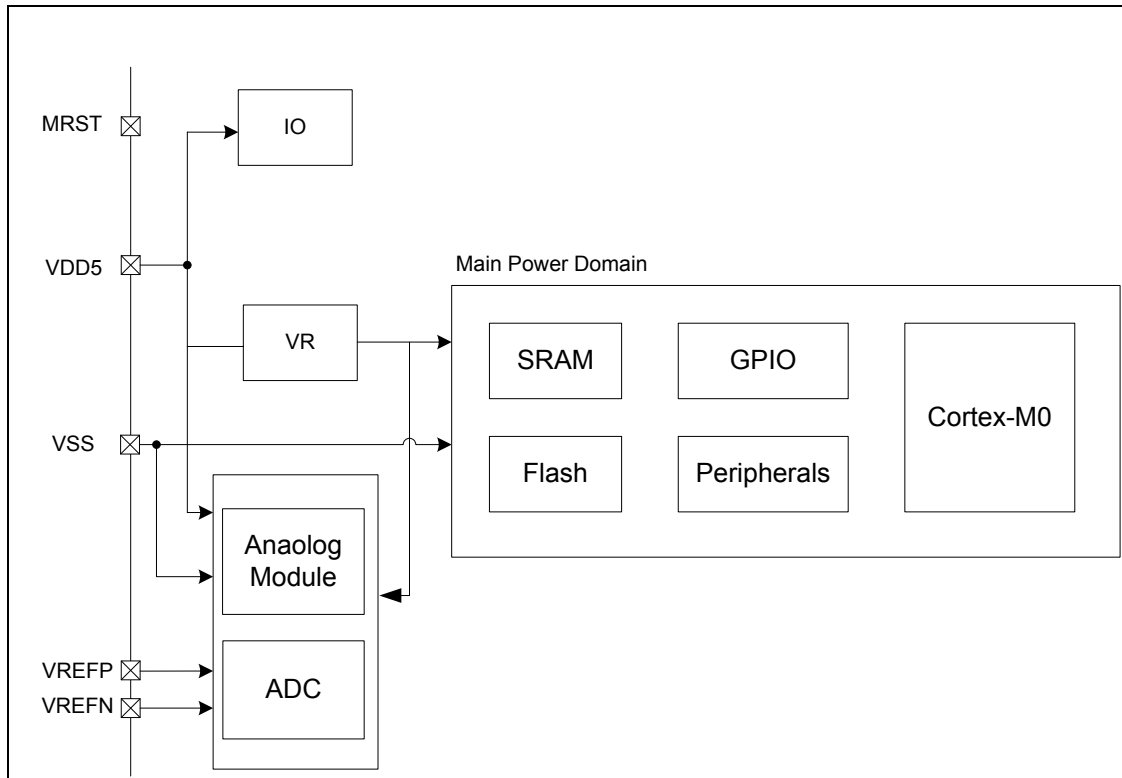 MRST
IO
VDD5
Main Power Domain
VR
SRAM
GPIO
Cortex-M0
VSS
Flash
Peripherals
Anaolog
Module
VREFP
ADC
VREFN